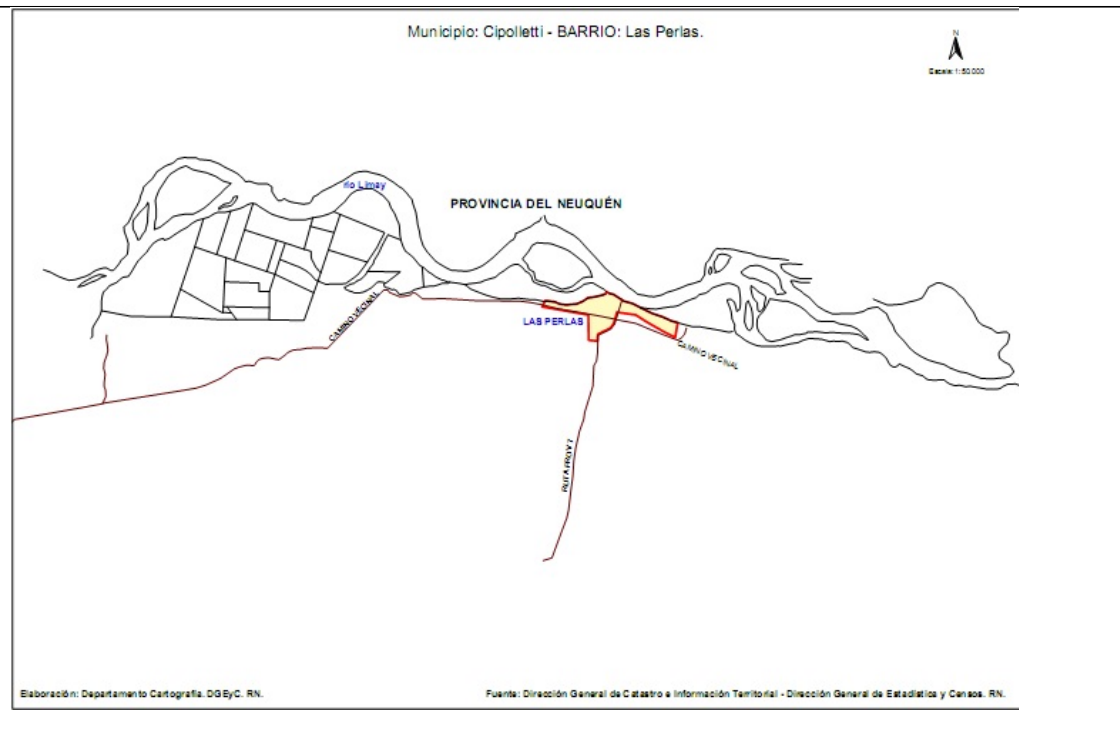 Municipio: Cipolletti - BARRIO: Las Perlas.
N
Escala: 1:50.000
río Limay
PROVINCIA DEL NEUQUÉN
CAMINO VECINAL
LAS PERLAS
CAMINO VECINAL
RUTA PROV 7
Elaboración: Departamento Cartografía. DGEyC. RN.
Fuente: Dirección General de Catastro e Información Territorial - Dirección General de Estadística y Censos. RN.